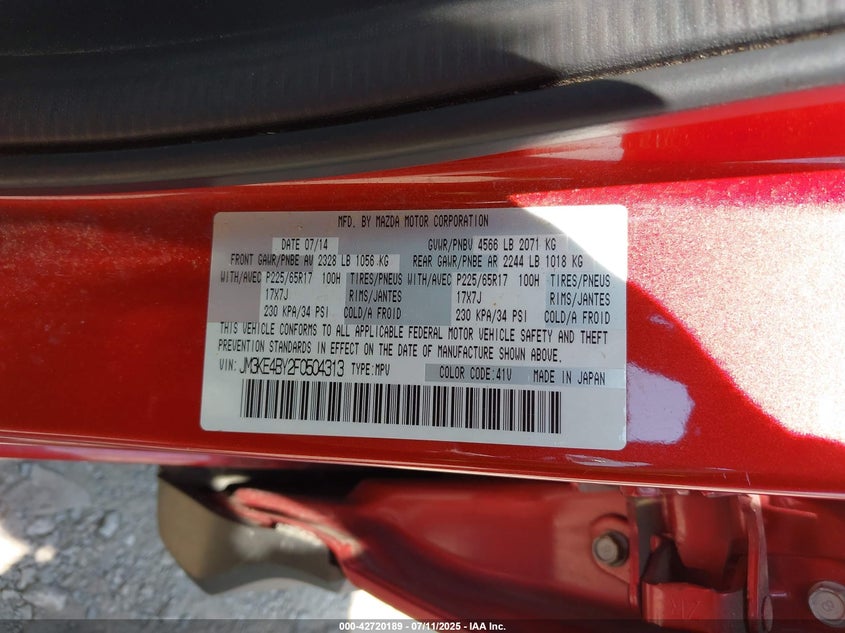 MFD. BY MAZDA MOTOR CORPORATION
DATE 07/14 GVWR/PNBV 4566 LB 2071 KG
FRONT GAWR/PNBE AV 2328 LB 1056 KG REAR GAWR/PNBE AR 2244 LB 1018 KG
WITH/AVEC P225/65R17 100H TIRES/PNEUS WITH/AVEC P225/65R17 100H TIRES/PNEUS
17X7J RIMS/JANTES 17X7J RIMS/JANTES
230 KPA/34 PSI COLD/A FROID 230 KPA/34 PSI COLD/A FROID
THIS VEHICLE CONFORMS TO ALL APPLICABLE FEDERAL MOTOR VEHICLE SAFETY AND THEFT
PREVENTION STANDARDS IN EFFECT ON THE DATE OF MANUFACTURE SHOWN ABOVE.
VIN: JM3KE4BY2F0504313 TYPE:MPV COLOR CODE:41V MADE IN JAPAN
8
000-42720189 - 07/11/2025 - IAA Inc.